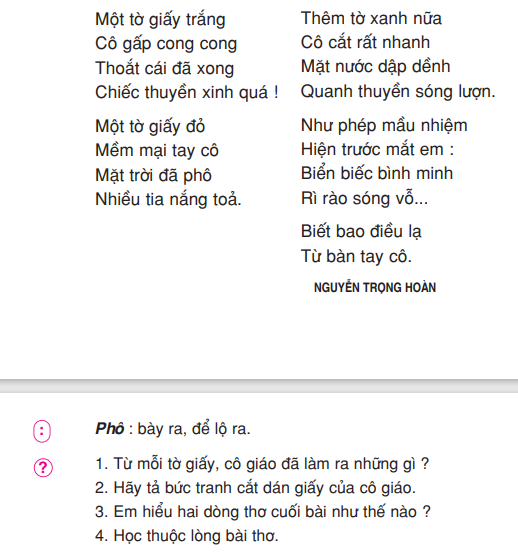 Một tờ giấy trắng
Cô gấp cong cong
Thoắt cái đã xong
Chiếc thuyền xinh quá !
Một tờ giấy đỏ
Mềm mại tay cô
Mặt trời đã phô
Nhiều tia nắng toả.
Thêm tờ xanh nữa
Cô cắt rất nhanh
Mặt nước dập dềnh
Quanh thuyền sóng lượn.
Như phép mầu nhiệm
Hiện trước mắt em :
Biển biếc bình minh
Rì rào sóng vỗ...
Biết bao điều lạ
Từ bàn tay cô.
NGUYỄN TRỌNG HOÀN
: Phô : bày ra, để lộ ra.
? 1. Từ mỗi tờ giấy, cô giáo đã làm ra những gì ?
2. Hãy tả bức tranh cắt dán giấy của cô giáo.
3. Em hiểu hai dòng thơ cuối bài như thế nào ?
4. Học thuộc lòng bài thơ.